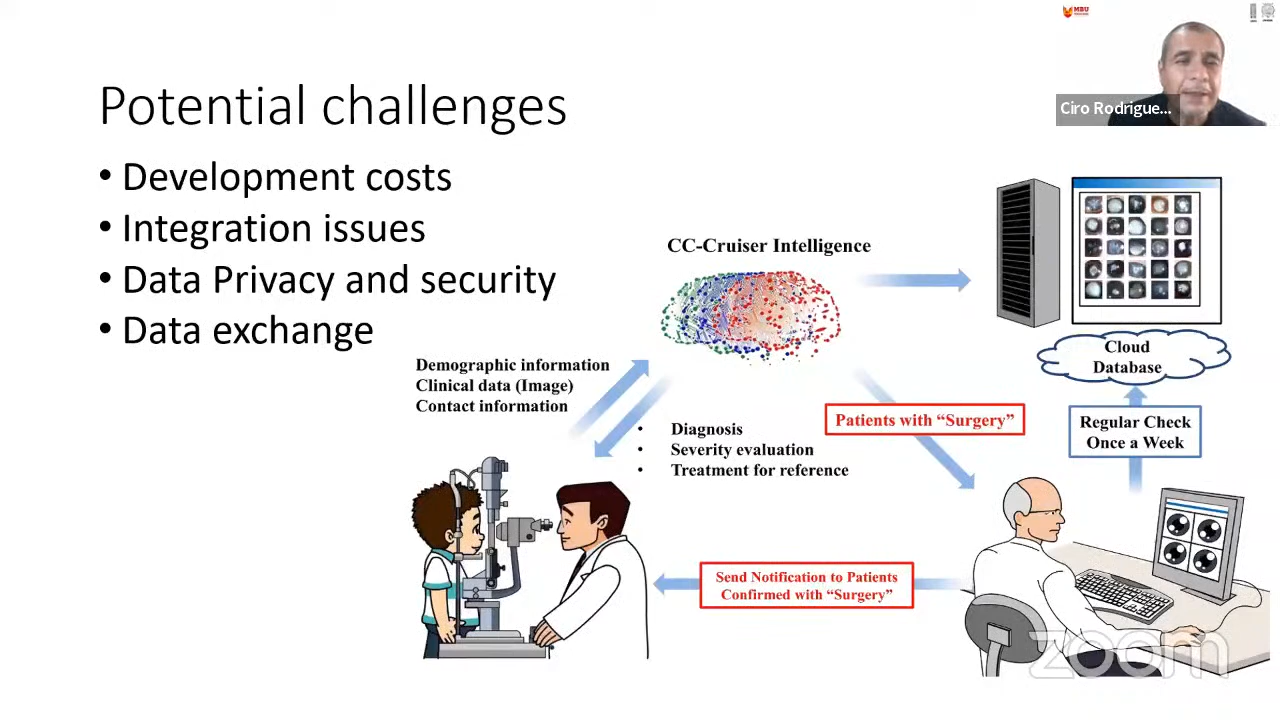 MBU
Ciro Rodrigue...
Potential challenges
• Development costs
• Integration issues
• Data Privacy and security
• Data exchange
CC-Cruiser Intelligence
Cloud
Database
Demographic information
Clinical data (Image)
Contact information
• Diagnosis
• Severity evaluation
• Treatment for reference
Patients with “Surgery”
Regular Check
Once a Week
Send Notification to Patients
Confirmed with “Surgery”
zoom